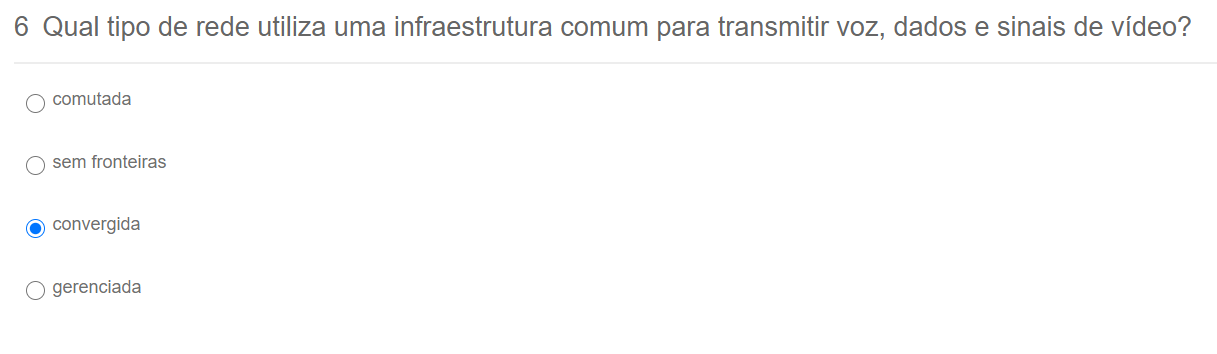 6 Qual tipo de rede utiliza uma infraestrutura comum para transmitir voz, dados e sinais de vídeo?
comutada
sem fronteiras
convergida
gerenciada